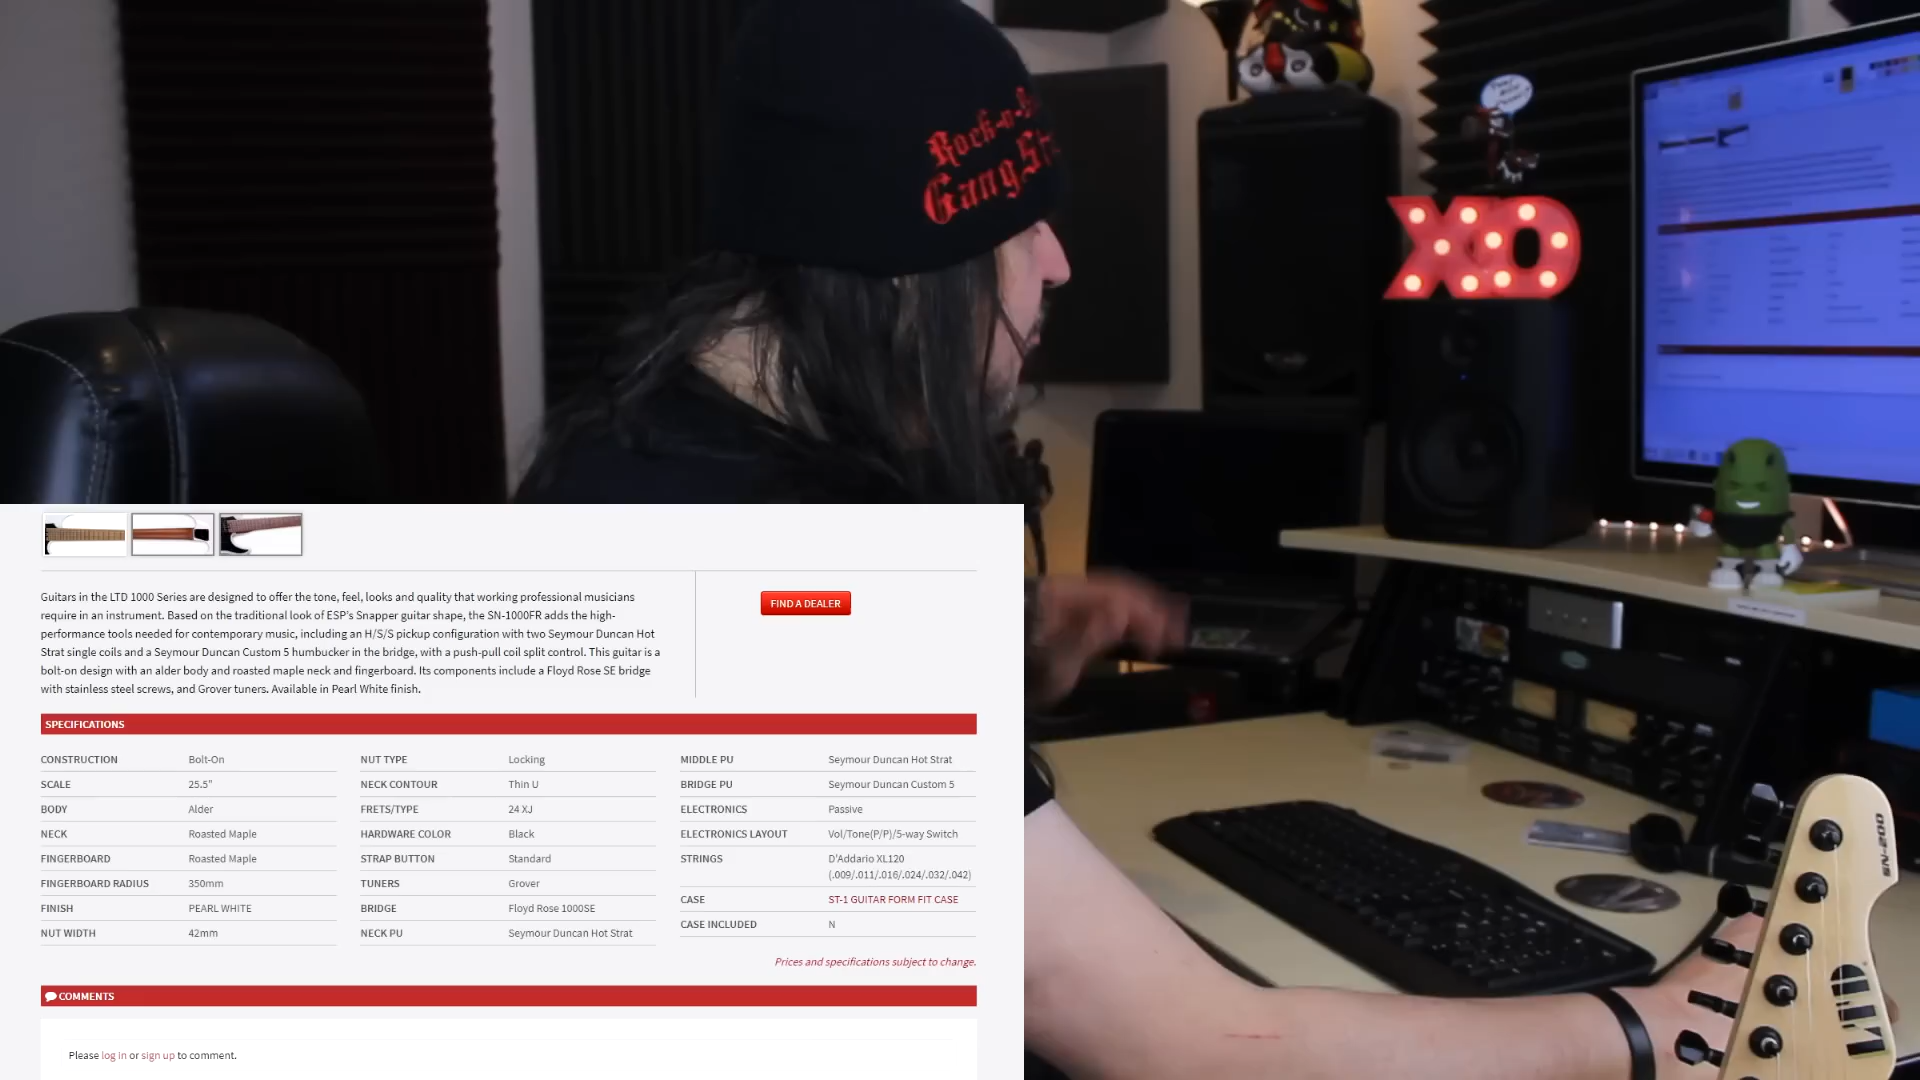 Rock-n-
GangSt
XO
Guitars in the LTD 1000 Series are designed to offer the tone, feel, looks and quality that working professional musicians
require in an instrument. Based on the traditional look of ESP's Snapper guitar shape, the SN-1000FR adds the high-
performance tools needed for contemporary music, including an H/S/S pickup configuration with two Seymour Duncan Hot
Strat single coils and a Seymour Duncan Custom 5 humbucker in the bridge, with a push-pull coil split control. This guitar is a
bolt-on design with an alder body and roasted maple neck and fingerboard. Its components include a Floyd Rose SE bridge
with stainless steel screws, and Grover tuners. Available in Pearl White finish.
FIND A DEALER
SPECIFICATIONS
CONSTRUCTION Bolt-On
SCALE 25.5"
BODY Alder
NECK Roasted Maple
FINGERBOARD Roasted Maple
FINGERBOARD RADIUS 350mm
FINISH PEARL WHITE
NUT WIDTH 42mm
NUT TYPE Locking
NECK CONTOUR Thin U
FRETS/TYPE 24 XJ
HARDWARE COLOR Black
STRAP BUTTON Standard
TUNERS Grover
BRIDGE Floyd Rose 1000SE
NECK PU Seymour Duncan Hot Strat
MIDDLE PU Seymour Duncan Hot Strat
BRIDGE PU Seymour Duncan Custom 5
ELECTRONICS Passive
ELECTRONICS LAYOUT Vol/Tone(P/P)/5-way Switch
STRINGS D'Addario XL120
(.009/.011/.016/.024/.032/.042)
CASE ST-1 GUITAR FORM FIT CASE
CASE INCLUDED N
Prices and specifications subject to change.
COMMENTS
Please log in or sign up to comment.
SN-200
LTD